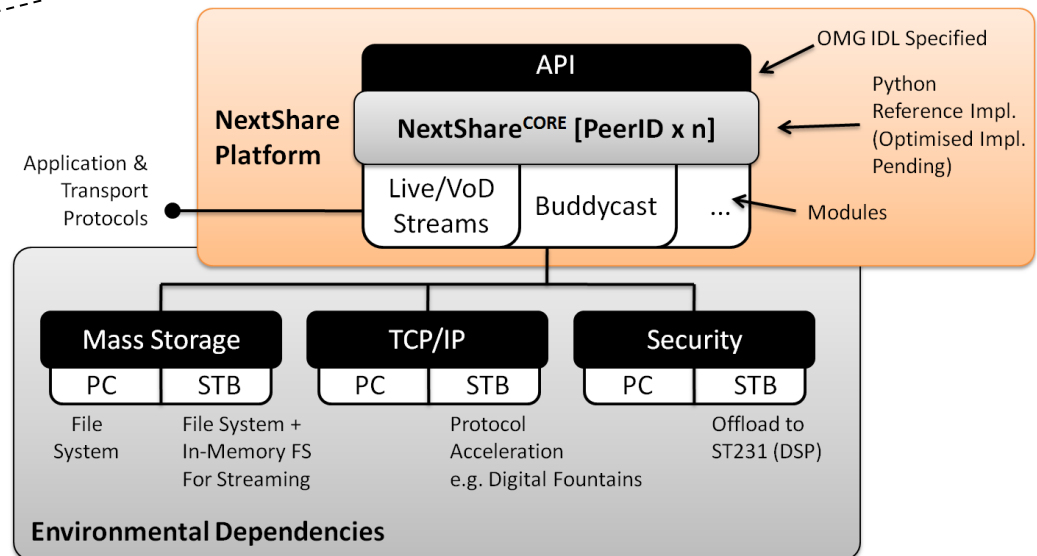 API
OMG IDL Specified
NextShare
Platform
NextShareCORE [PeerID x n]
Python
Reference Impl.
(Optimised Impl.
Pending)
Application &
Transport
Protocols
Live/VoD
Streams
Buddycast
...
Modules
Mass Storage
PC
STB
File
System
File System +
In-Memory FS
For Streaming
TCP/IP
PC
STB
Protocol
Acceleration
e.g. Digital Fountains
Security
PC
STB
Offload to
ST231 (DSP)
Environmental Dependencies